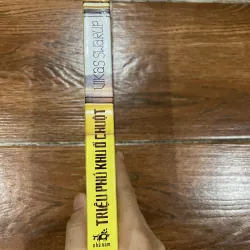 VIKAS SWARUP
TRIỆU PHÚ KHU Ổ CHUỘT
nhã nam